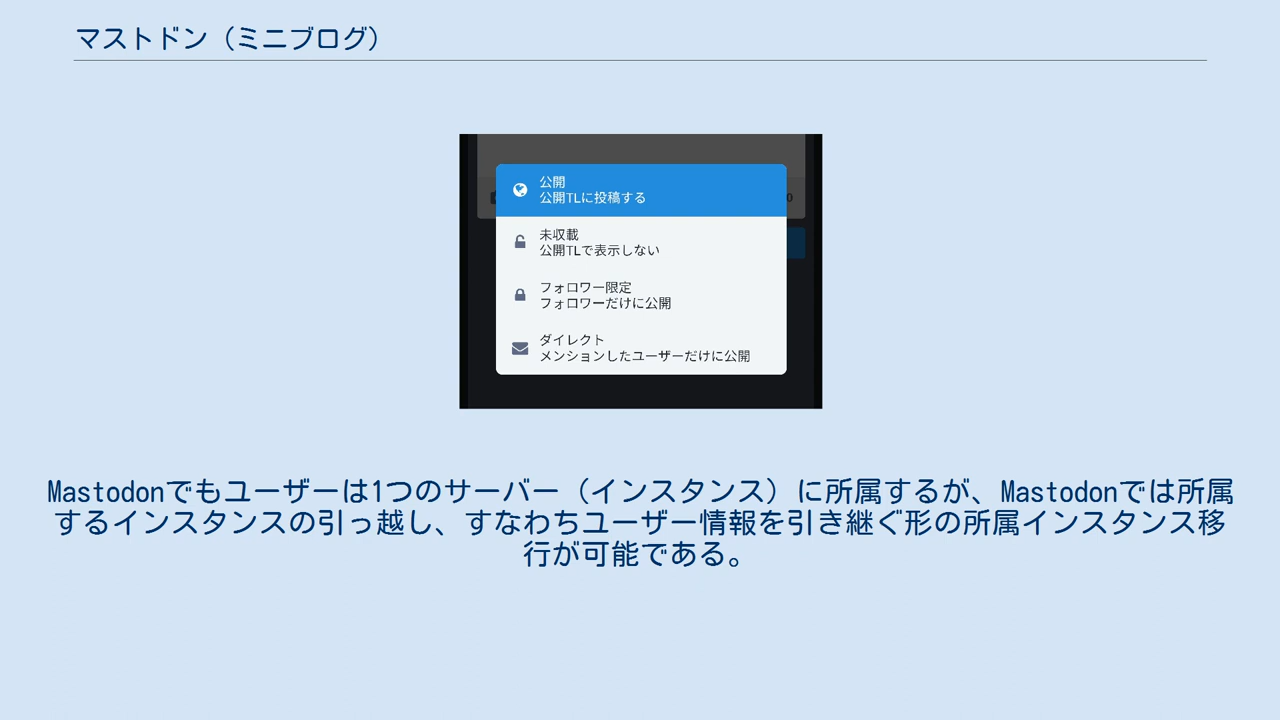 マストドン（ミニブログ）
公開
公開TLに投稿する
0
未収載
公開TLで表示しない
フォロワー限定
フォロワーだけに公開
ダイレクト
メンションしたユーザーだけに公開
Mastodonでもユーザーは1つのサーバー（インスタンス）に所属するが、Mastodonでは所属
するインスタンスの引っ越し、すなわちユーザー情報を引き継ぐ形の所属インスタンス移
行が可能である。